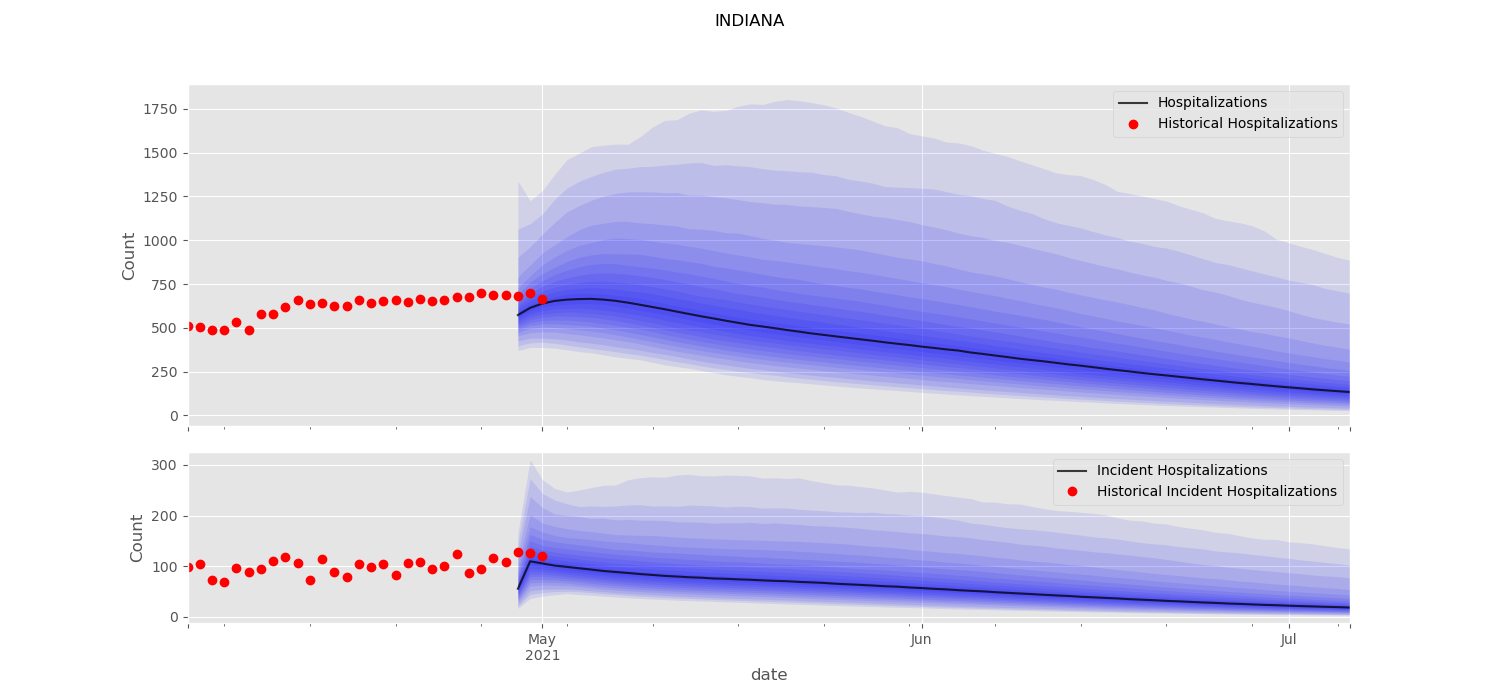 INDIANA
Count
1750
1500
1250
1000
750
500
250
0
Hospitalizations
Historical Hospitalizations
Count
300
200
100
0
Incident Hospitalizations
Historical Incident Hospitalizations
May
2021
Jun
Jul
date